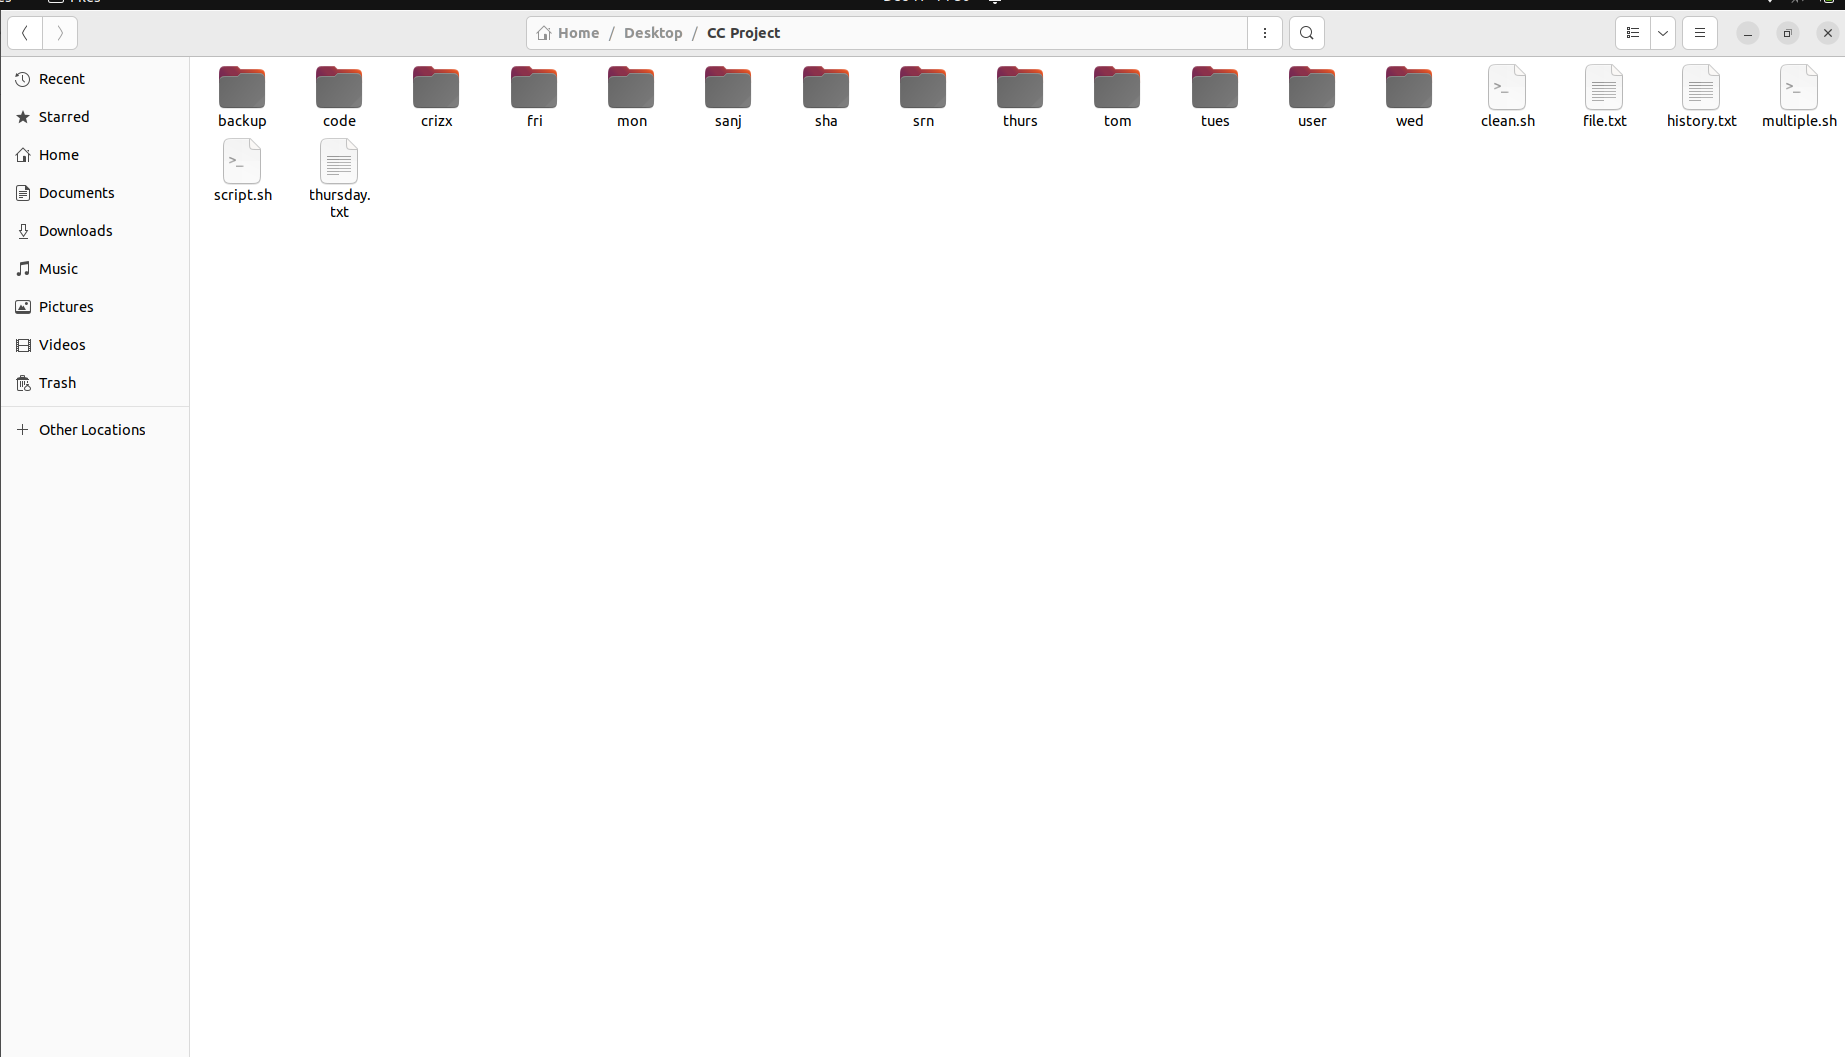 Home / Desktop / CC Project
Recent
Starred
Home
Documents
Downloads
Music
Pictures
Videos
Trash
Other Locations
backup code crizx fri mon sanj sha srn thurs tom tues user wed clean.sh file.txt history.txt multiple.sh
script.sh thursday.
txt